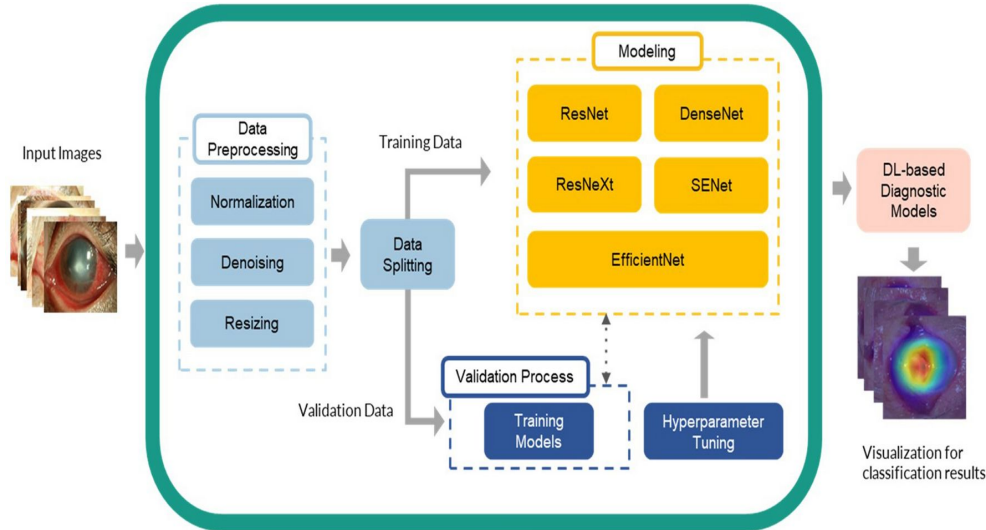 Input Images
Data
Preprocessing
Normalization
Denoising
Resizing
Data
Splitting
Training Data
Validation Data
Modeling
ResNet
DenseNet
ResNeXt
SENet
EfficientNet
Validation Process
Training
Models
Hyperparameter
Tuning
DL-based
Diagnostic
Models
Visualization for
classification results